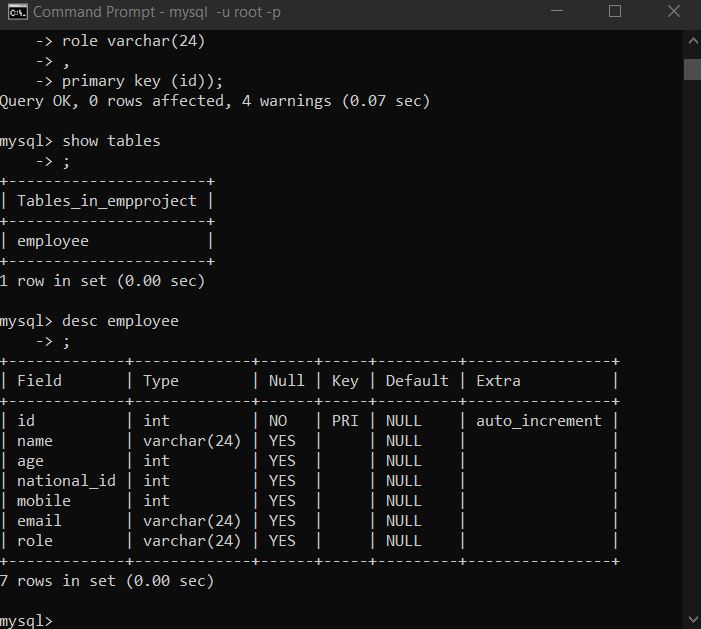 Command Prompt - mysql  -u root -p
    -> role varchar(24)
    -> ,
    -> primary key (id));
Query OK, 0 rows affected, 4 warnings (0.07 sec)
mysql> show tables
    -> ;
+----------------------+
| Tables_in_empproject |
+----------------------+
| employee             |
+----------------------+
1 row in set (0.00 sec)
mysql> desc employee
    -> ;
+-------------+-------------+------+-----+---------+----------------+
| Field       | Type        | Null | Key | Default | Extra          |
+-------------+-------------+------+-----+---------+----------------+
| id          | int         | NO   | PRI | NULL    | auto_increment |
| name        | varchar(24) | YES  |     | NULL    |                |
| age         | int         | YES  |     | NULL    |                |
| national_id | int         | YES  |     | NULL    |                |
| mobile      | int         | YES  |     | NULL    |                |
| email       | varchar(24) | YES  |     | NULL    |                |
| role        | varchar(24) | YES  |     | NULL    |                |
+-------------+-------------+------+-----+---------+----------------+
7 rows in set (0.00 sec)
mysql>